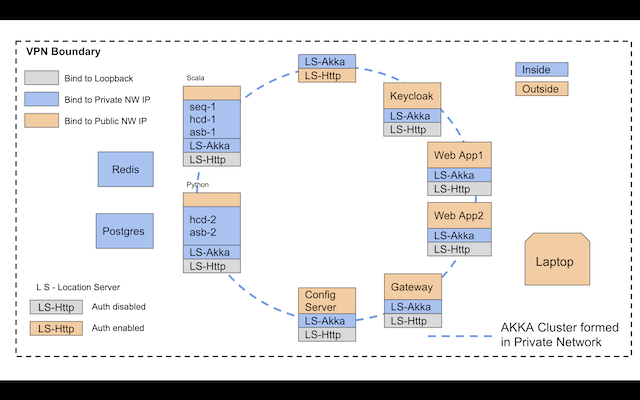 VPN Boundary
Bind to Loopback
Bind to Private NW IP
Bind to Public NW IP
Inside
Outside
LS-Akka
LS-Http
Scala
seq-1
hcd-1
asb-1
LS-Akka
LS-Http
Keycloak
LS-Akka
LS-Http
Web App1
LS-Akka
LS-Http
Redis
Python
hcd-2
asb-2
LS-Akka
LS-Http
Postgres
Web App2
LS-Akka
LS-Http
Laptop
Config
Server
LS-Akka
LS-Http
Gateway
LS-Akka
LS-Http
L S - Location Server
LS-Http Auth disabled
LS-Http Auth enabled
AKKA Cluster formed
in Private Network